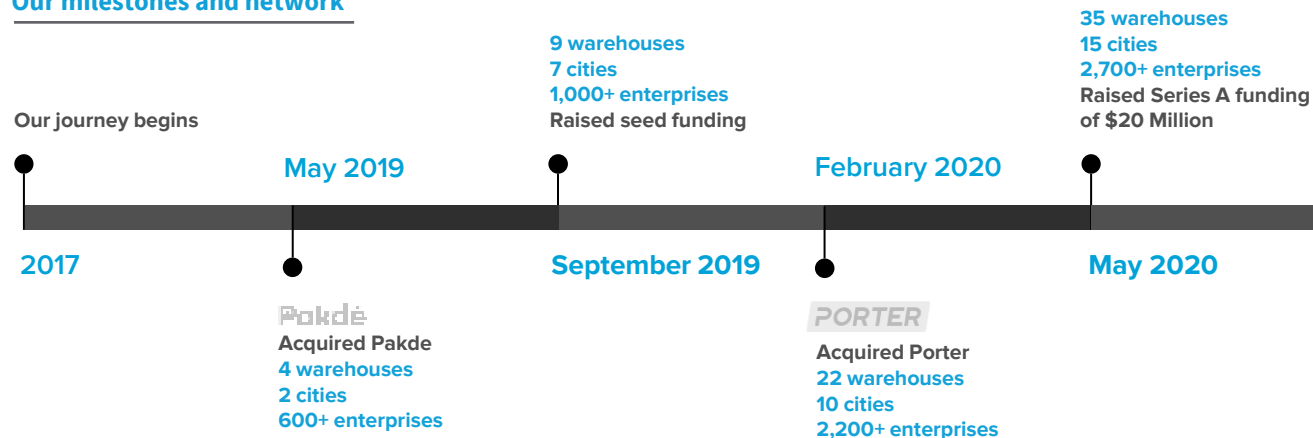 Our milestones and network
Our journey begins
2017
May 2019
Pakdė
Acquired Pakde
4 warehouses
2 cities
600+ enterprises
9 warehouses
7 cities
1,000+ enterprises
Raised seed funding
September 2019
February 2020
PORTER
Acquired Porter
22 warehouses
10 cities
2,200+ enterprises
35 warehouses
15 cities
2,700+ enterprises
Raised Series A funding
of $20 Million
May 2020